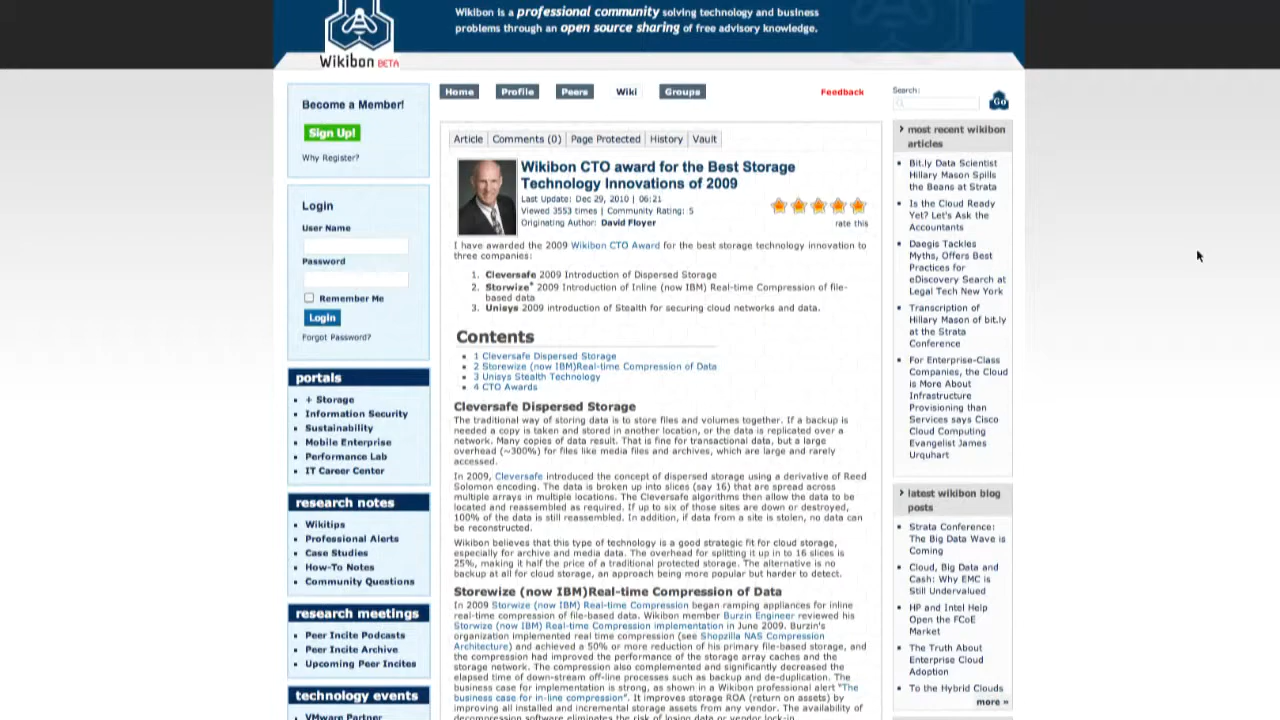 Wikibon is a professional community solving technology and business
problems through an open source sharing of free advisory knowledge.
Wikibon BETA
Become a Member!
Sign Up!
Why Register?
Login
User Name
Password
Remember Me
Login
Forgot Password?
portals
+ Storage
Information Security
Sustainability
Mobile Enterprise
Performance Lab
IT Career Center
research notes
Wikitips
Professional Alerts
Case Studies
How-To Notes
Community Questions
research meetings
Peer Incite Podcasts
Peer Incite Archive
Upcoming Peer Incites
technology events
VMware Partner
Home
Profile
Peers
Wiki
Groups
Feedback
Article
Comments (0)
Page Protected
History
Vault
Wikibon CTO award for the Best Storage
Technology Innovations of 2009
Last Update: Dec 29, 2010 | 06:21
Viewed 3553 times | Community Rating: 5
Originating Author: David Floyer
rate this
I have awarded the 2009 Wikibon CTO Award for the best storage technology innovation to
three companies:
1. Cleversafe 2009 Introduction of Dispersed Storage
2. Storwize* 2009 Introduction of Inline (now IBM) Real-time Compression of file-
based data
3. Unisys 2009 introduction of Stealth for securing cloud networks and data.
Contents
1 Cleversafe Dispersed Storage
2 Storewize (now IBM)Real-time Compression of Data
3 Unisys Stealth Technology
4 CTO Awards
Cleversafe Dispersed Storage
The traditional way of storing data is to store files and volumes together. If a backup is
needed a copy is taken and stored in another location, or the data is replicated over a
network. Many copies of data result. That is fine for transactional data, but a large
overhead (~300%) for files like media files and archives, which are large and rarely
accessed.
In 2009, Cleversafe introduced the concept of dispersed storage using a derivative of Reed
Solomon encoding. The data is broken up into slices (say 16) that are spread across
multiple arrays in multiple locations. The Cleversafe algorithms then allow the data to be
located and reassembled as required. If up to six of those sites are down or destroyed,
100% of the data is still reassembled. In addition, if data from a site is stolen, no data can
be reconstructed.
Wikibon believes that this type of technology is a good strategic fit for cloud storage,
especially for archive and media data. The overhead for splitting it up in to 16 slices is
25%, making it half the price of a traditional protected storage. The alternative is no
backup at all for cloud storage, an approach being more popular but harder to detect.
Storewize (now IBM)Real-time Compression of Data
In 2009 Storwize (now IBM) Real-time Compression began ramping appliances for inline
real-time compression of file-based data. Wikibon member Burzin Engineer reviewed his
Storwize (now IBM) Real-time Compression implementation in June 2009. Burzin's
organization implemented real time compression (see Shopzilla NAS Compression
Architecture) and achieved a 50% or more reduction of his primary file-based storage, and
the compression had improved the performance of the storage array caches and the
storage network. The compression also complemented and significantly decreased the
elapsed time of down-stream off-line processes such as backup and de-duplication. The
business case for implementation is strong, as shown in a Wikibon professional alert "The
business case for in-line compression". It improves storage ROA (return on assets) by
improving all installed and incremental storage assets from any vendor. The availability of
decompression software eliminates the risk of losing data or vendor lock-in.
Search:
Go
most recent wikibon
articles
Bit.ly Data Scientist
Hillary Mason Spills
the Beans at Strata
Is the Cloud Ready
Yet? Let's Ask the
Accountants
Daegis Tackles
Myths, Offers Best
Practices for
eDiscovery Search at
Legal Tech New York
Transcription of
Hillary Mason of bit.ly
at the Strata
Conference
For Enterprise-Class
Companies, the Cloud
is More About
Infrastructure
Provisioning than
Services says Cisco
Cloud Computing
Evangelist James
Urquhart
latest wikibon blog
posts
Strata Conference:
The Big Data Wave is
Coming
Cloud, Big Data and
Cash: Why EMC is
Still Undervalued
HP and Intel Help
Open the FCoE
Market
The Truth About
Enterprise Cloud
Adoption
To the Hybrid Clouds
more »